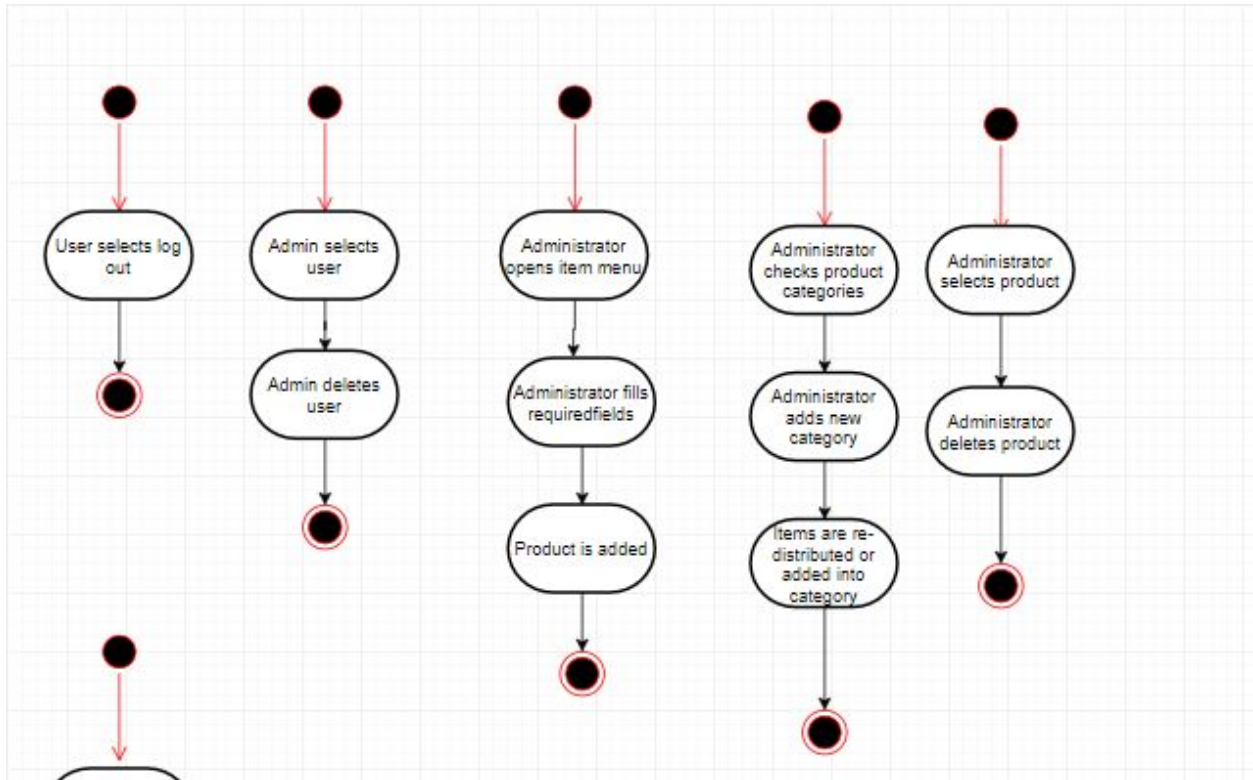 User selects log
out
Admin selects
user
Admin deletes
user
Administrator
opens item menu
Administrator fills
requiredfields
Product is added
Administrator
checks product
categories
Administrator
adds new
category
Items are re-
distributed or
added into
category
Administrator
selects product
Administrator
deletes product